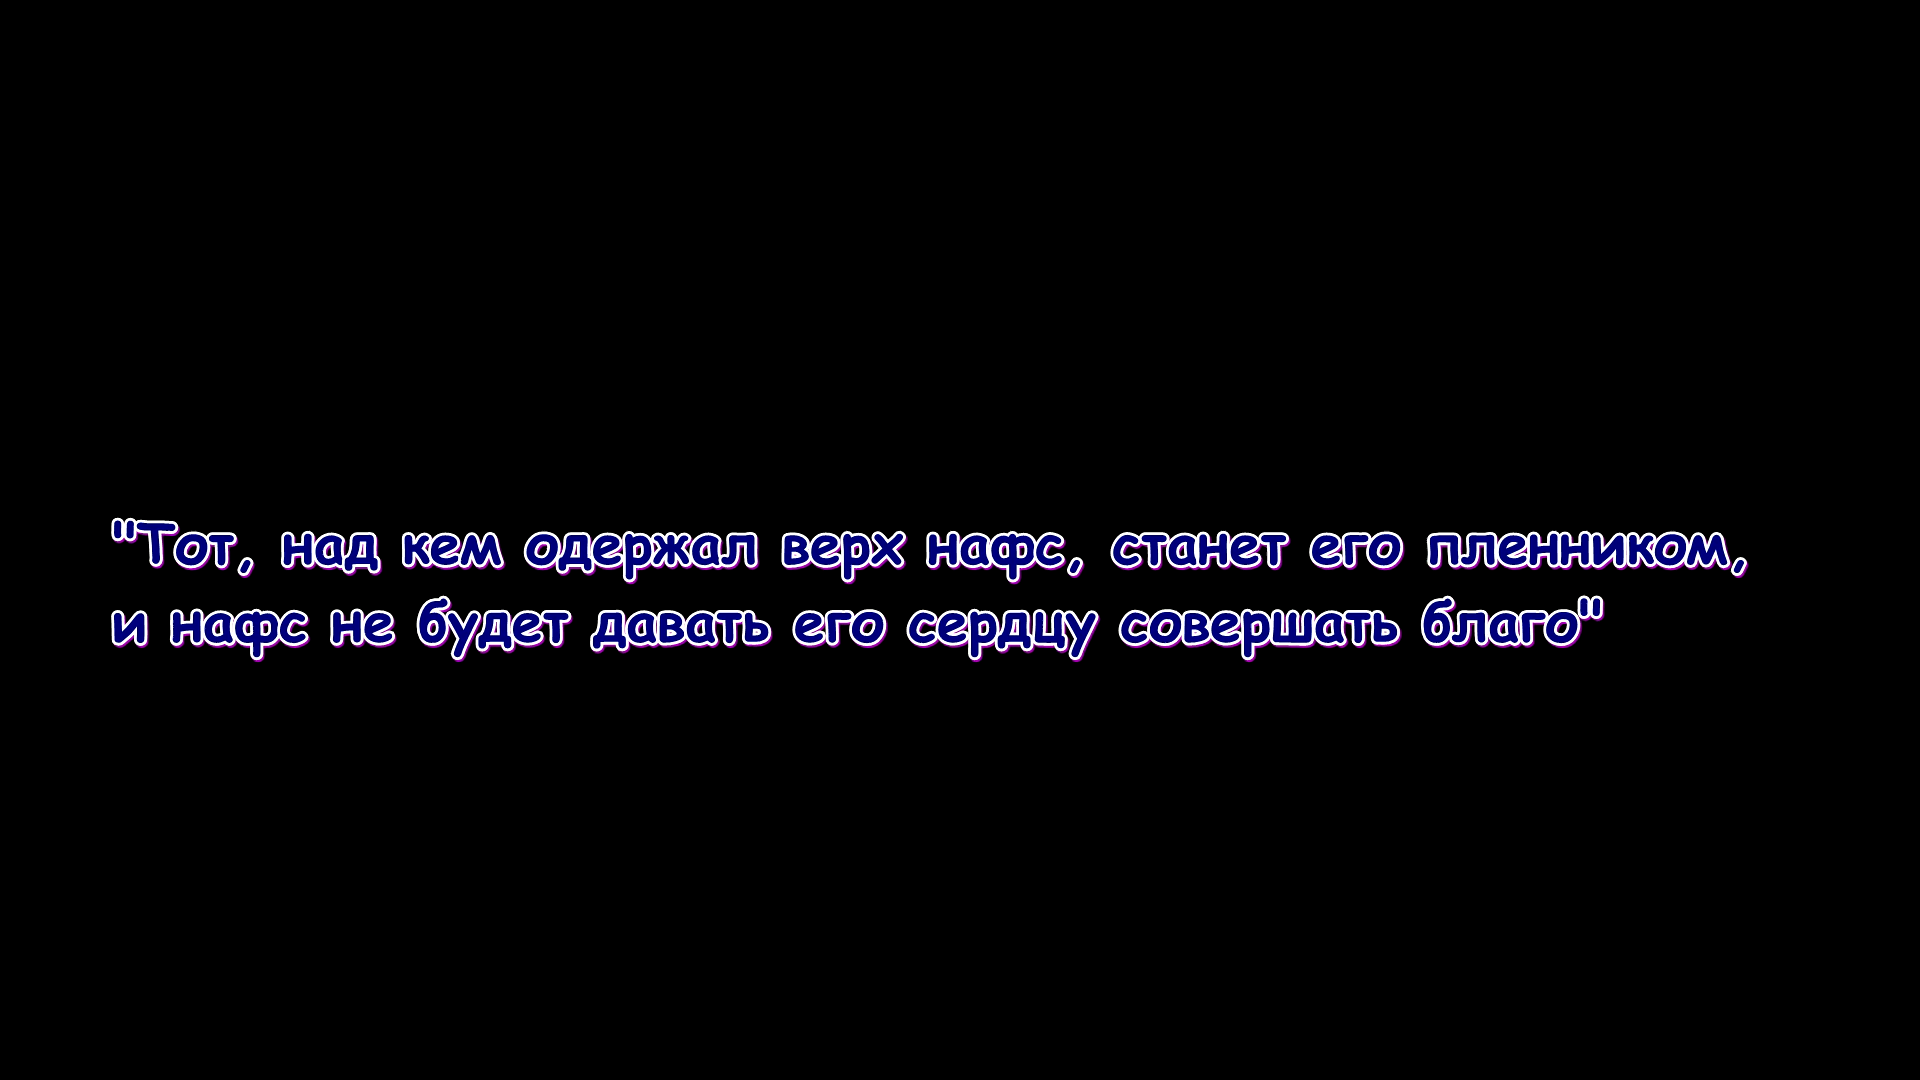 "Тот, над кем одержал верх нафс, станет его пленником,
и нафс не будет давать его сердцу совершать благо"